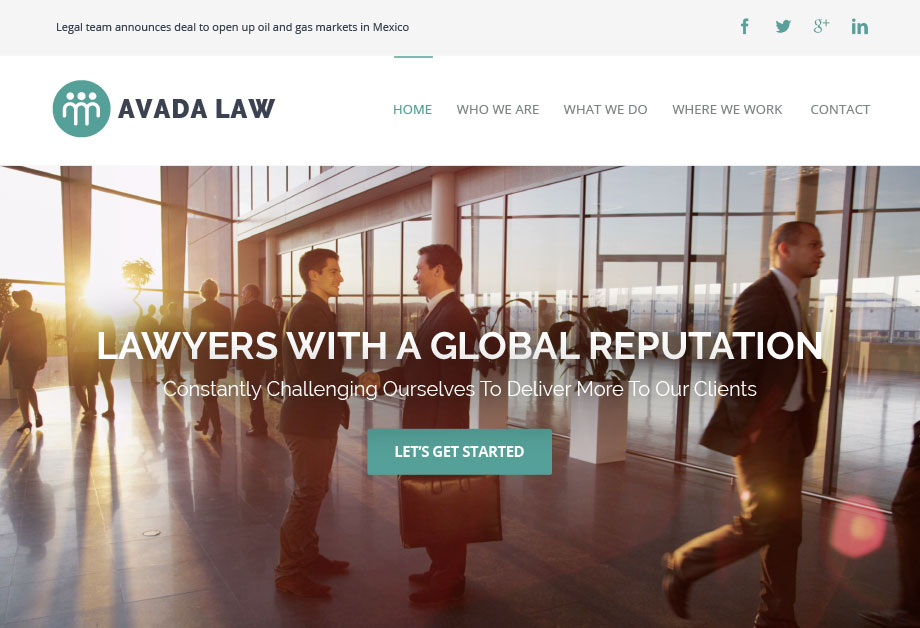 Legal team announces deal to open up oil and gas markets in Mexico
AVADA LAW
HOME WHO WE ARE WHAT WE DO WHERE WE WORK CONTACT
LAWYERS WITH A GLOBAL REPUTATION
Constantly Challenging Ourselves To Deliver More To Our Clients
LET'S GET STARTED